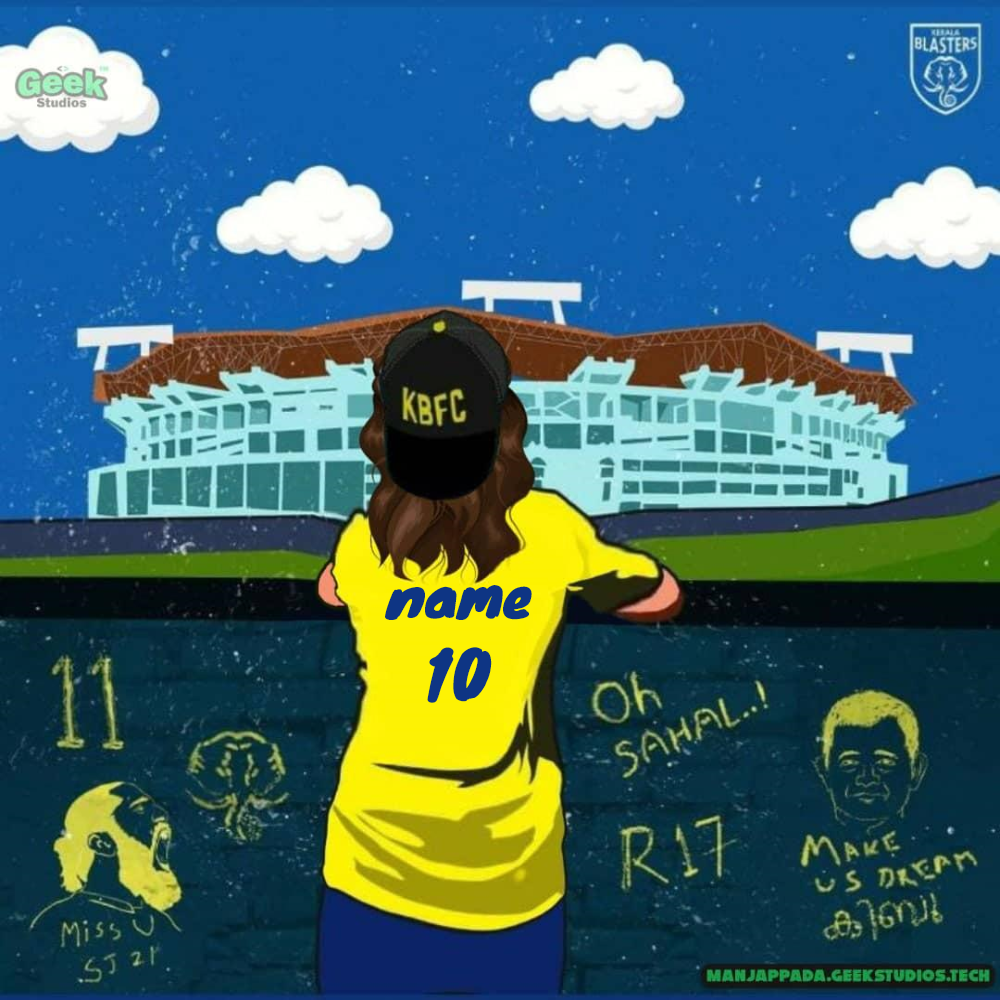 KERALA
BLASTERS
Geek
Studios
KBFC
name
10
11
Oh
SAHAL..!
R17
MISS U
SJ 21
MAKE
US DREAM
MANJAPPADA.GEEKSTUDIOS.TECH